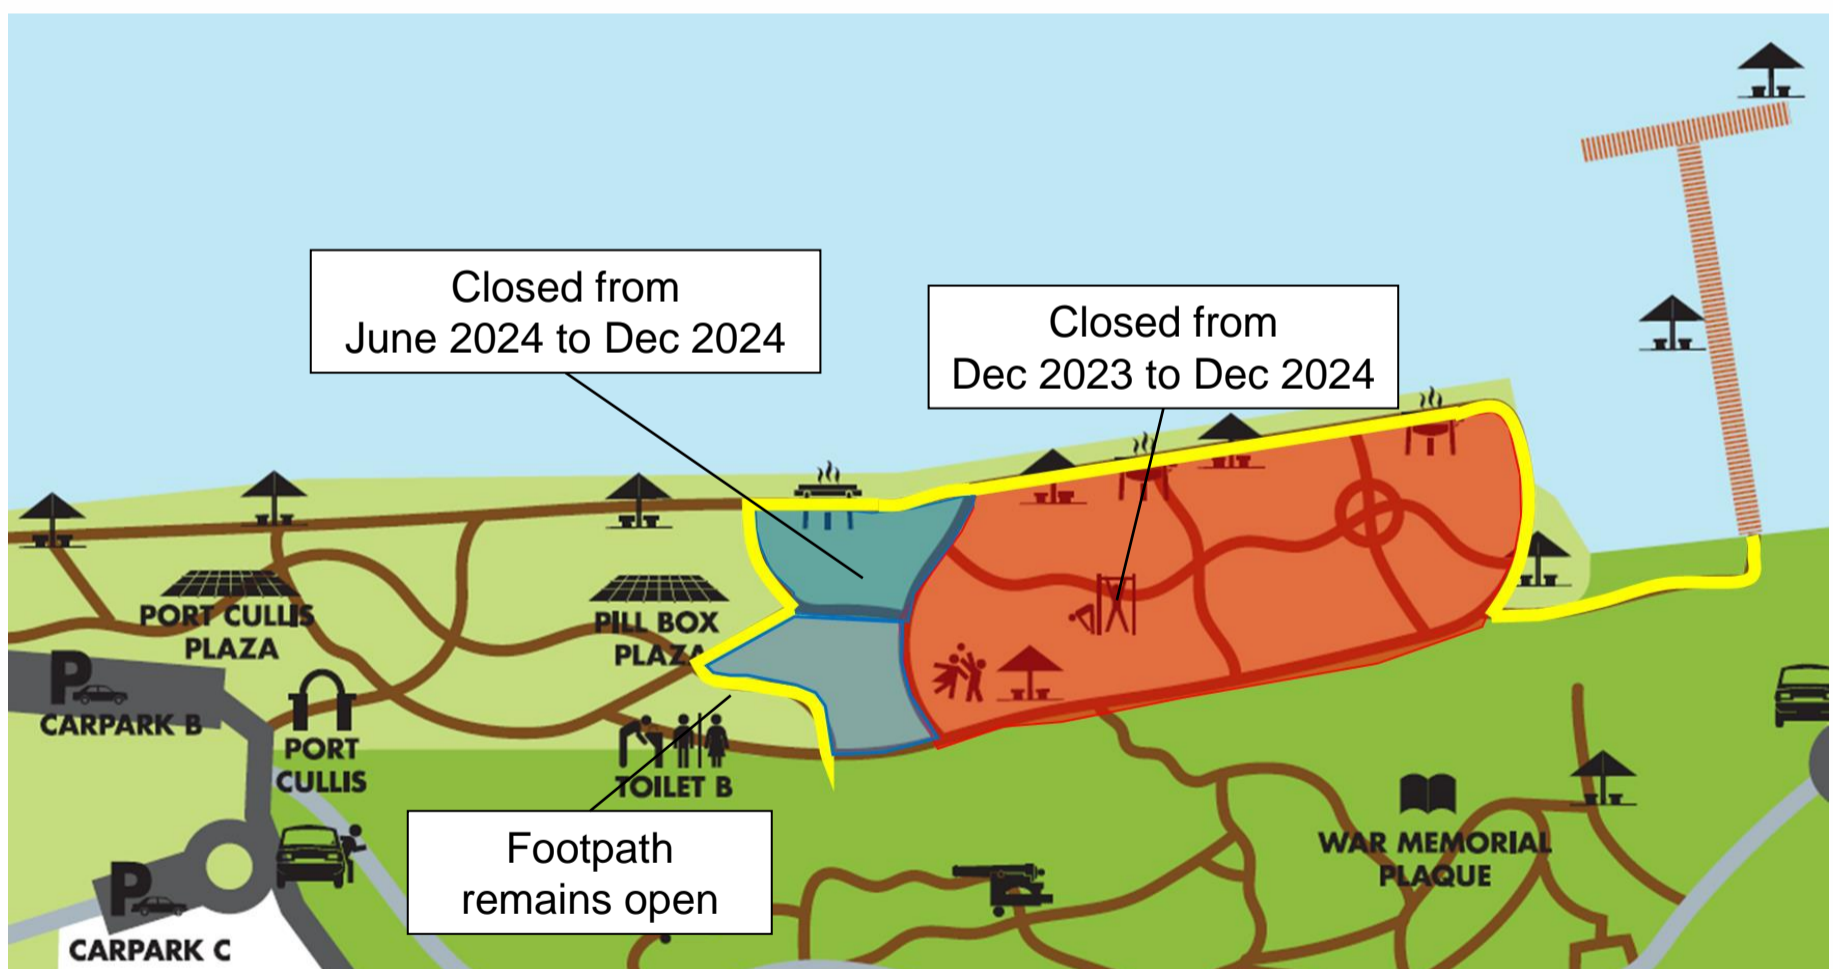 Closed from
June 2024 to Dec 2024
Closed from
Dec 2023 to Dec 2024
PORT CULLIS
PLAZA
PILL BOX
PLAZA
P
CARPARK B
PORT
CULLIS
TOILET B
Footpath
remains open
WAR MEMORIAL
PLAQUE
P
CARPARK C